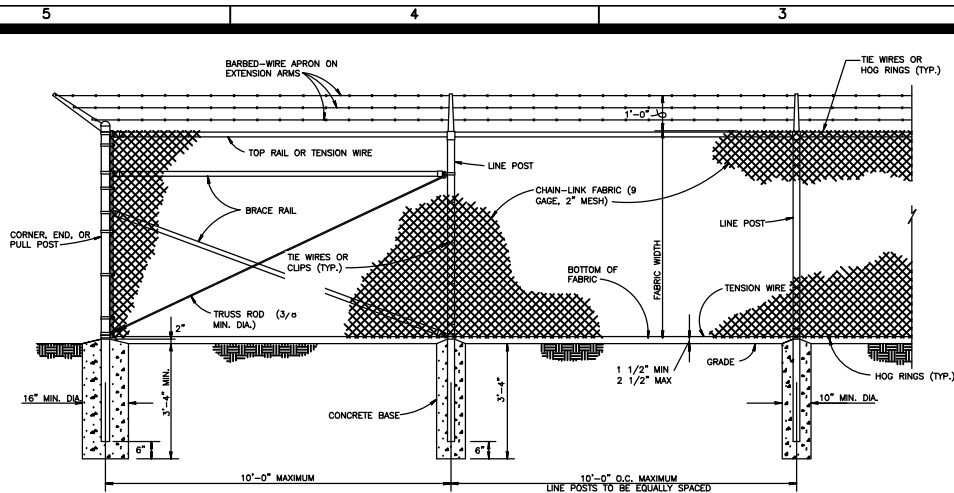 5
4
3
BARBED-WIRE APRON ON
EXTENSION ARMS
TIE WIRES OR
HOG RINGS (TYP.)
1'-0"
TOP RAIL OR TENSION WIRE
LINE POST
CHAIN-LINK FABRIC (9
GAGE, 2" MESH)
BRACE RAIL
LINE POST
CORNER, END, OR
PULL POST
TIE WIRES OR
CLIPS (TYP.)
FABRIC WIDTH
BOTTOM OF
FABRIC
TENSION WIRE
TRUSS ROD (3/8
MIN. DIA.)
2"
GRADE
1 1/2" MIN
2 1/2" MAX
HOG RINGS (TYP.)
16" MIN. DIA.
3'-4" MIN.
3'-4"
10" MIN. DIA.
CONCRETE BASE
6"
6"
10'-0" MAXIMUM
10'-0" O.C. MAXIMUM
LINE POSTS TO BE EQUALLY SPACED